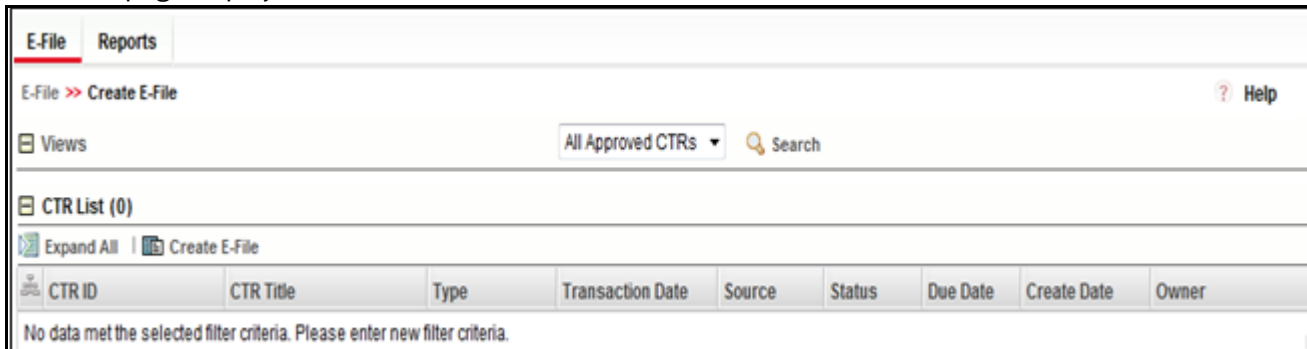 E-File Reports
E-File >> Create E-File ? Help
Views All Approved CTRs Search
CTR List (0)
Expand All | Create E-File
CTR ID CTR Title Type Transaction Date Source Status Due Date Create Date Owner
No data met the selected filter criteria. Please enter new filter criteria.